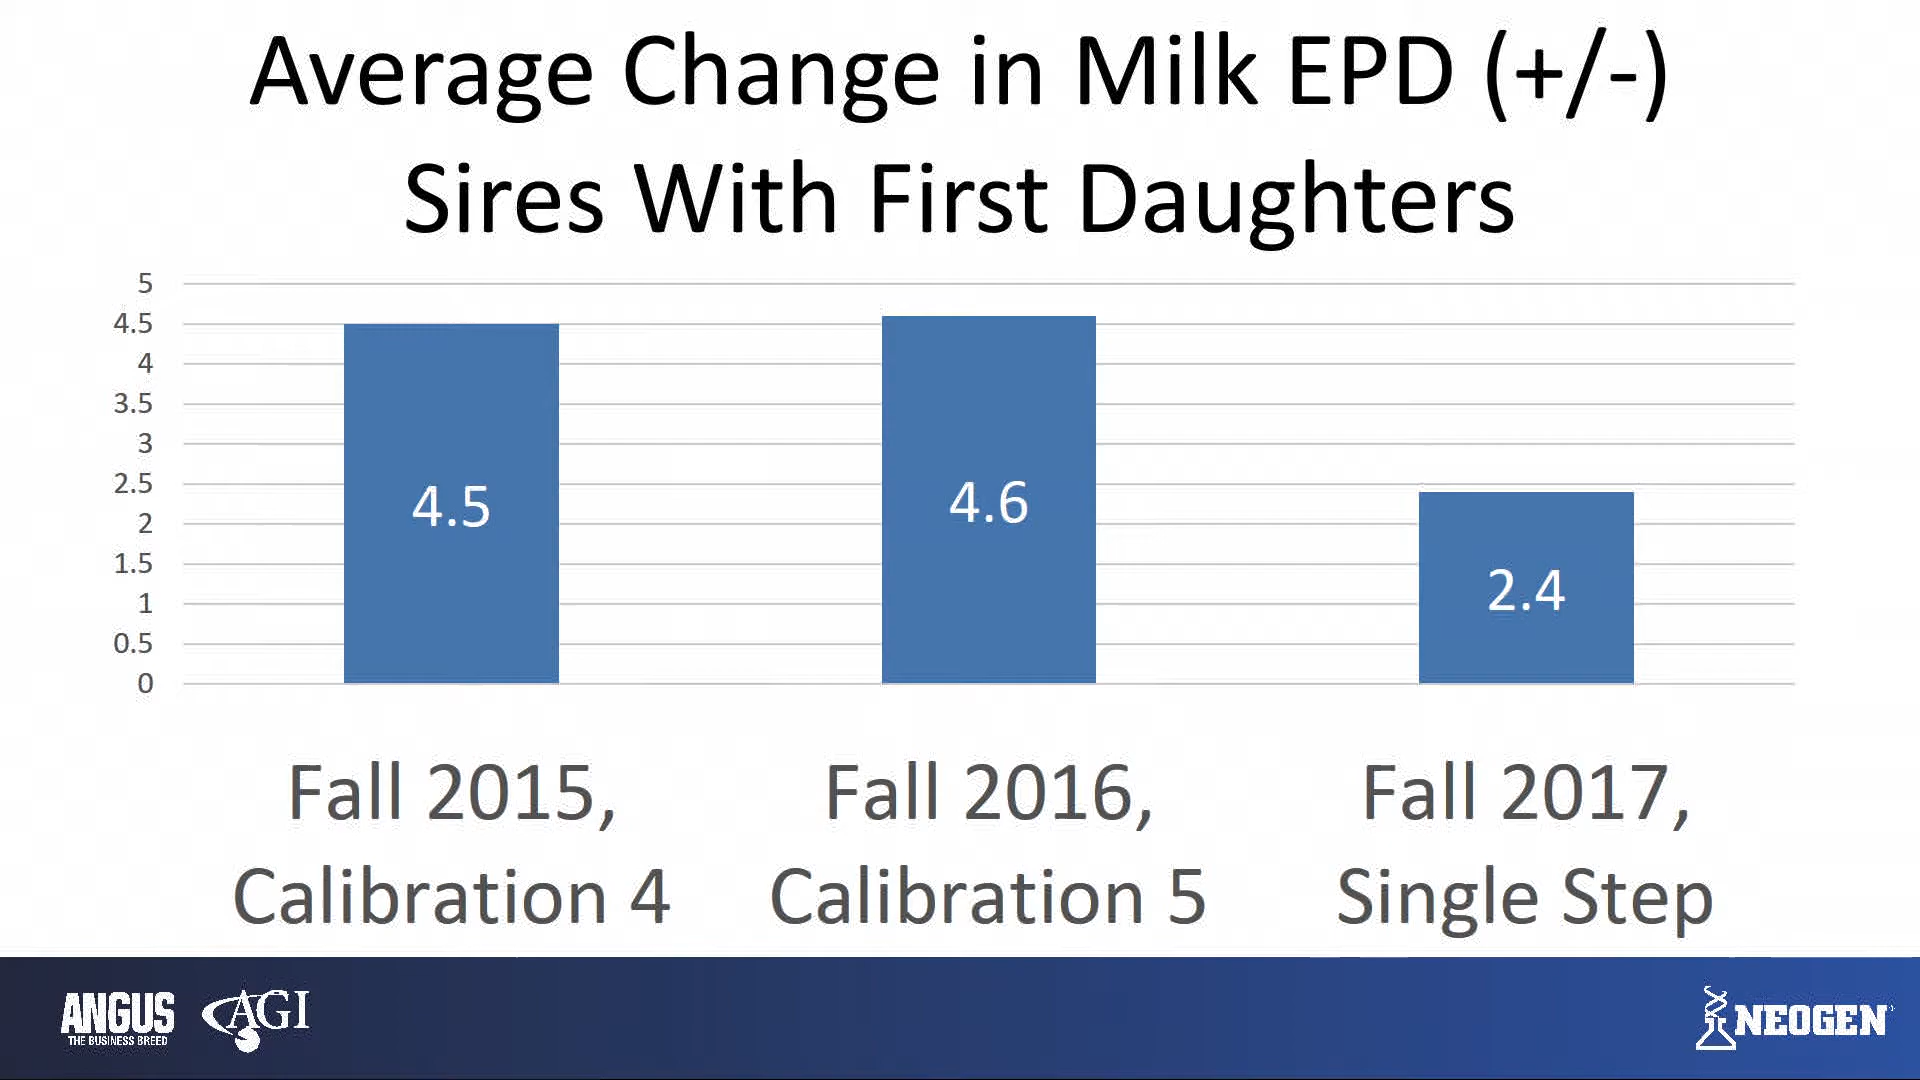 Average Change in Milk EPD (+/-)
Sires With First Daughters
5
4.5
4
3.5
3
2.5
2
1.5
1
0.5
0
4.5
4.6
2.4
Fall 2015,
Calibration 4
Fall 2016,
Calibration 5
Fall 2017,
Single Step
ANGUS
THE BUSINESS BREED
AGI
NEOGEN